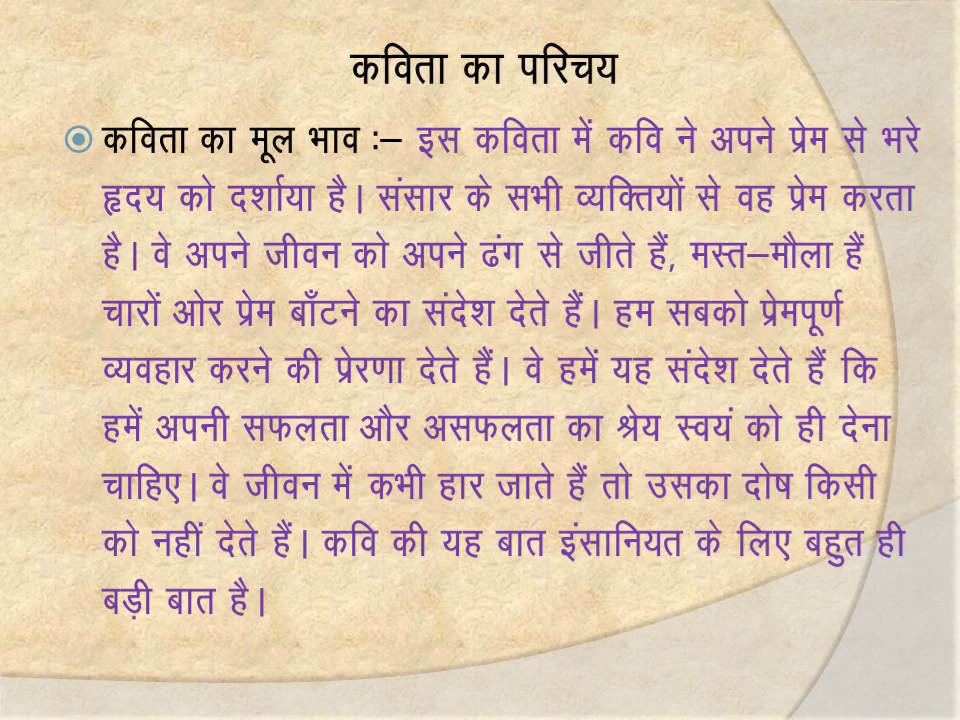 कविता का परिचय
कविता का मूल भाव :– इस कविता में कवि ने अपने प्रेम से भरे
हृदय को दर्शाया है। संसार के सभी व्यक्तियों से वह प्रेम करता
है। वे अपने जीवन को अपने ढंग से जीते हैं, मस्त–मौला हैं
चारों ओर प्रेम बाँटने का संदेश देते हैं। हम सबको प्रेमपूर्ण
व्यवहार करने की प्रेरणा देते हैं। वे हमें यह संदेश देते हैं कि
हमें अपनी सफलता और असफलता का श्रेय स्वयं को ही देना
चाहिए। वे जीवन में कभी हार जाते हैं तो उसका दोष किसी
को नहीं देते हैं। कवि की यह बात इंसानियत के लिए बहुत ही
बड़ी बात है।